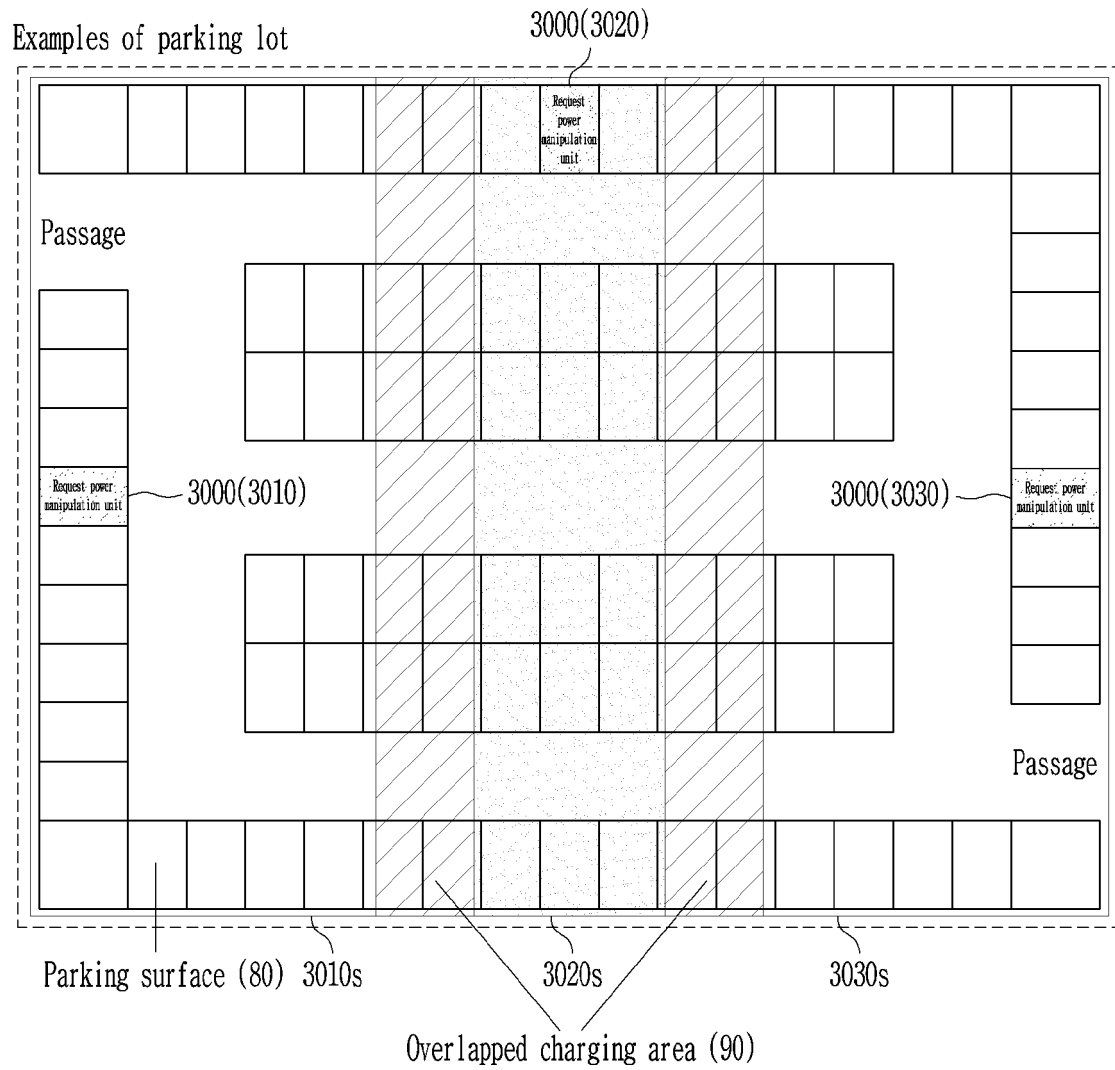 3000(3020)
Examples of parking lot
Request
power
manipulation
unit
Passage
Request power
manipulation unit
3000(3010)
3000(3030)
Request power
manipulation unit
Passage
Parking surface (80)
3010s
3020s
3030s
Overlapped charging area (90)